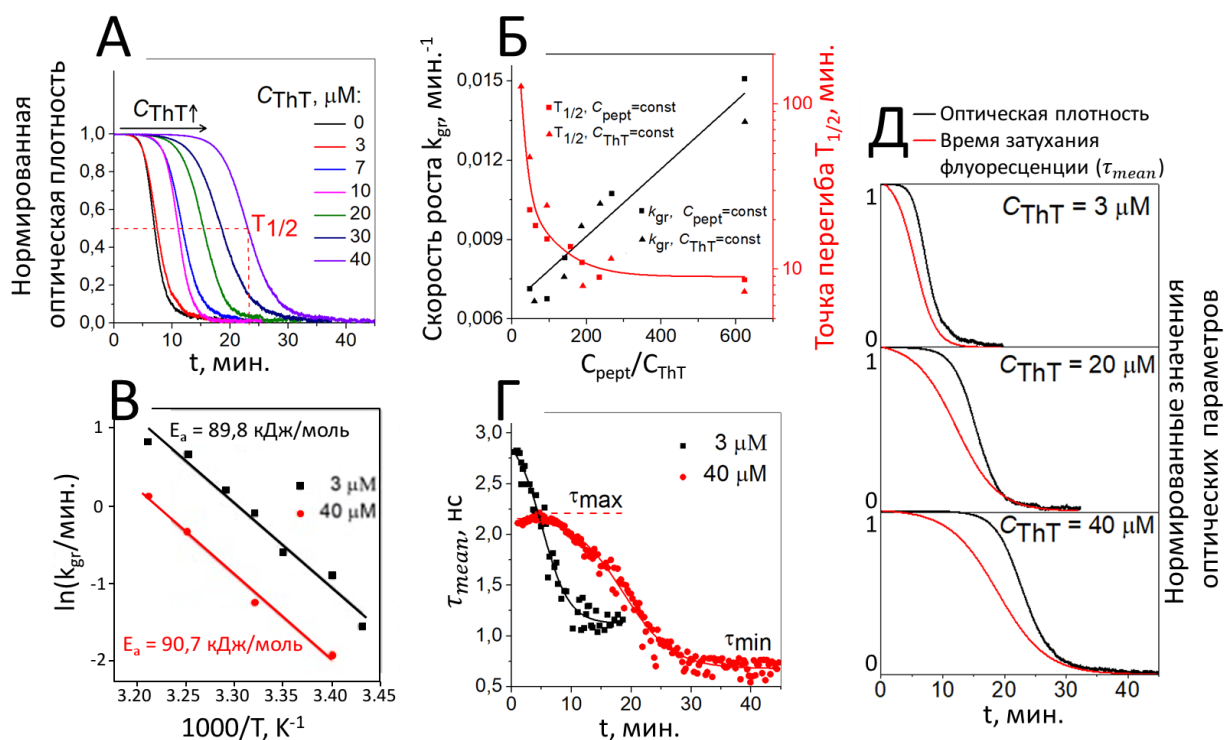 А
Нормированная
оптическая плотность
C_ThT↑
C_ThT, μM:
0
3
7
10
20
30
40
T_1/2
1,0
0,8
0,6
0,4
0,2
0,0
0 10 20 30 40
t, мин.
Б
Скорость роста k_gr, мин.^-1
0,015
0,012
0,009
0,006
T_1/2, C_pept=const
T_1/2, C_ThT=const
k_gr, C_pept=const
k_gr, C_ThT=const
100
10
Точка перегиба T_1/2, мин.
0 200 400 600
C_pept/C_ThT
В
ln(k_gr/мин.)
1
0
-1
-2
E_a = 89,8 кДж/моль
3 μM
40 μM
E_a = 90,7 кДж/моль
3.20 3.25 3.30 3.35 3.40 3.45
1000/T, K^-1
Г
τ_mean, нс
3,0
2,5
2,0
1,5
1,0
0,5
3 μM
40 μM
τmax
τmin
0 10 20 30 40
t, мин.
Д
Оптическая плотность
Время затухания
флуоресценции (τ_mean)
C_ThT = 3 μM
0
1
C_ThT = 20 μM
0
1
C_ThT = 40 μM
1
0
0 10 20 30 40
t, мин.
Нормированные значения
оптических параметров